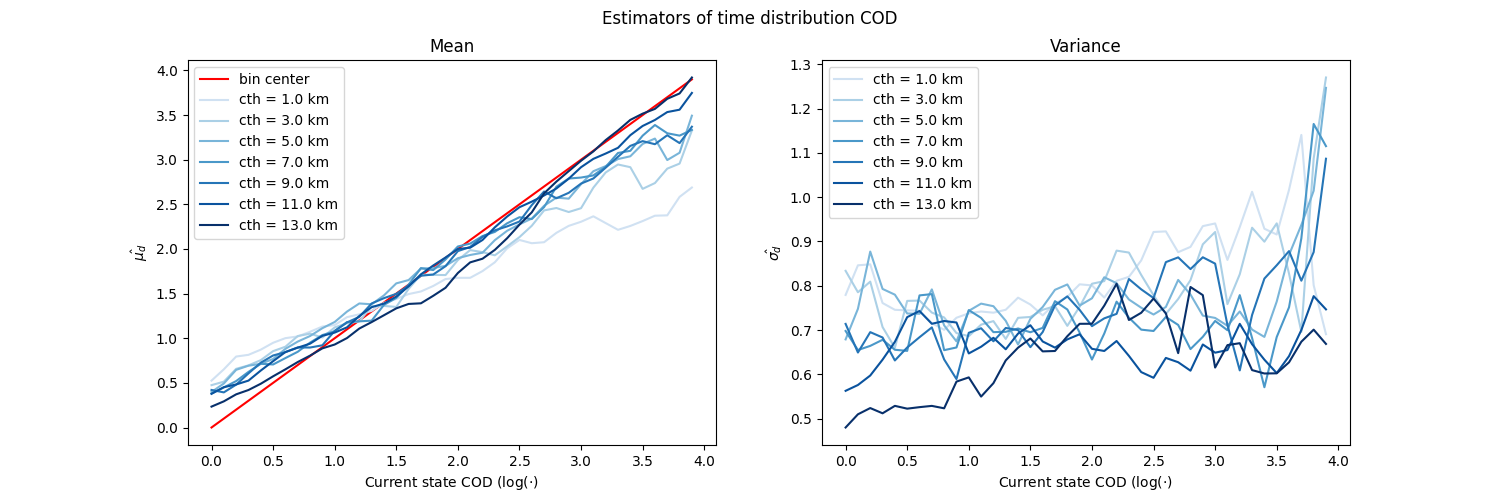 Estimators of time distribution COD
Mean
4.0
3.5
3.0
2.5
2.0
1.5
1.0
0.5
0.0
μ̂_d
bin center
cth = 1.0 km
cth = 3.0 km
cth = 5.0 km
cth = 7.0 km
cth = 9.0 km
cth = 11.0 km
cth = 13.0 km
0.0 0.5 1.0 1.5 2.0 2.5 3.0 3.5 4.0
Current state COD (log(·)
Variance
1.3
1.2
1.1
1.0
0.9
0.8
0.7
0.6
0.5
σ̂_d
cth = 1.0 km
cth = 3.0 km
cth = 5.0 km
cth = 7.0 km
cth = 9.0 km
cth = 11.0 km
cth = 13.0 km
0.0 0.5 1.0 1.5 2.0 2.5 3.0 3.5 4.0
Current state COD (log(·)